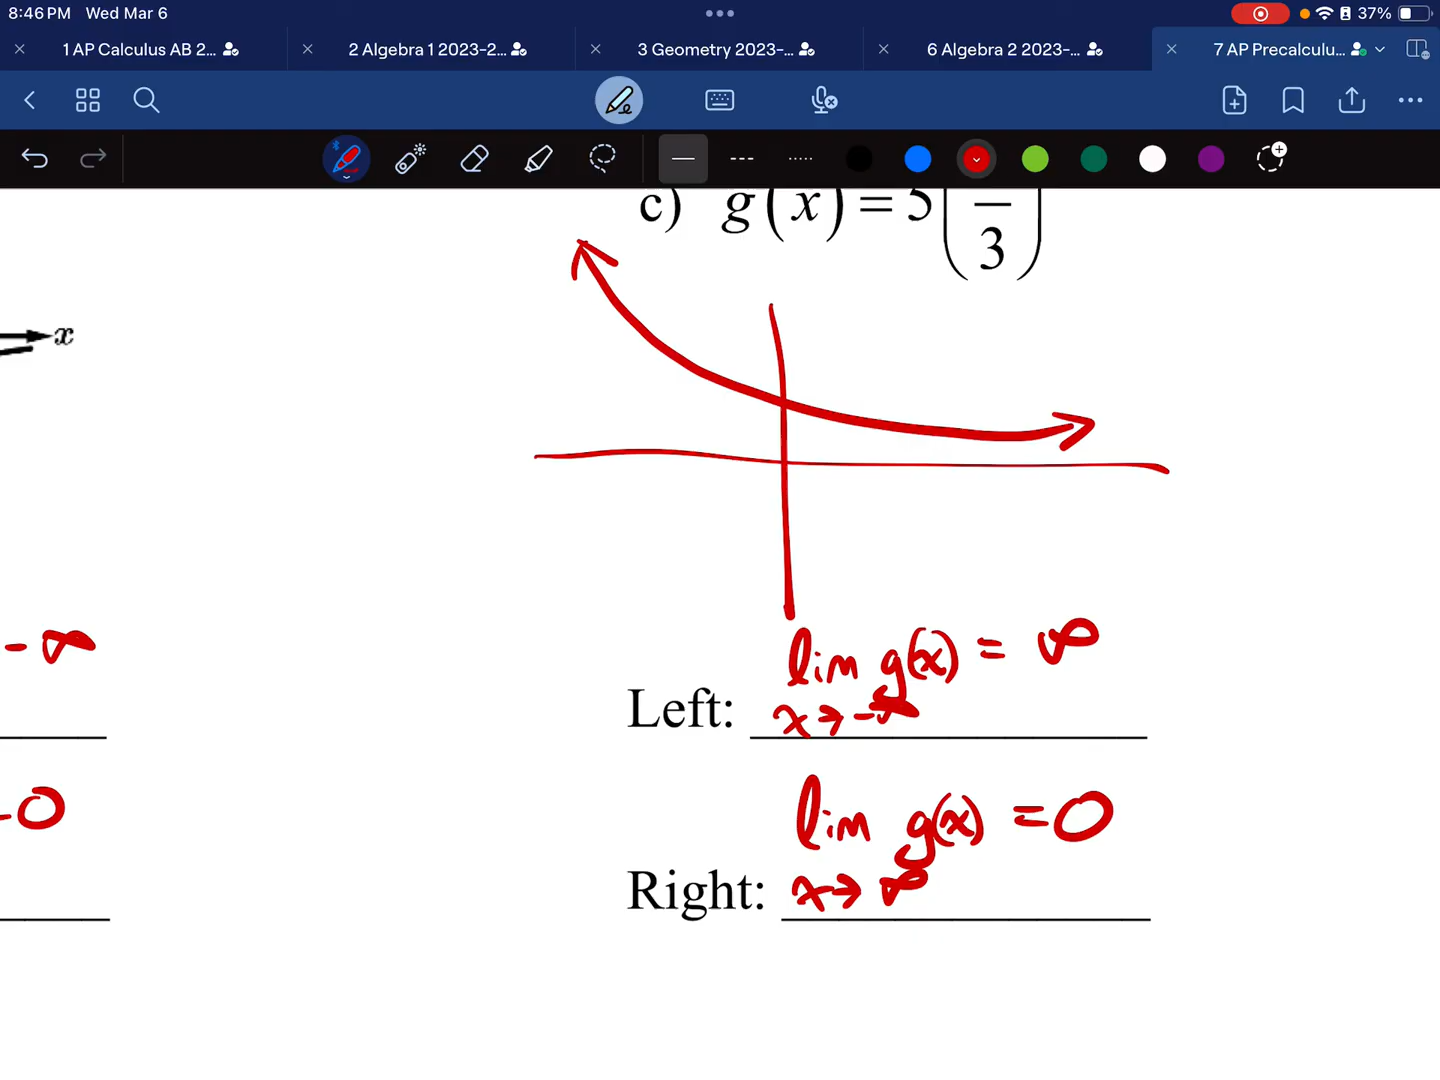 8:46 PM Wed Mar 6 37%
1 AP Calculus AB 2... 2 Algebra 1 2023-2... 3 Geometry 2023-... 6 Algebra 2 2023-... 7 AP Precalculu...
c) g(x) = 5( — 3 )
x
- ∞
lim g(x) = ∞
Left: x → -∞
= 0
lim g(x) = 0
Right: x → ∞